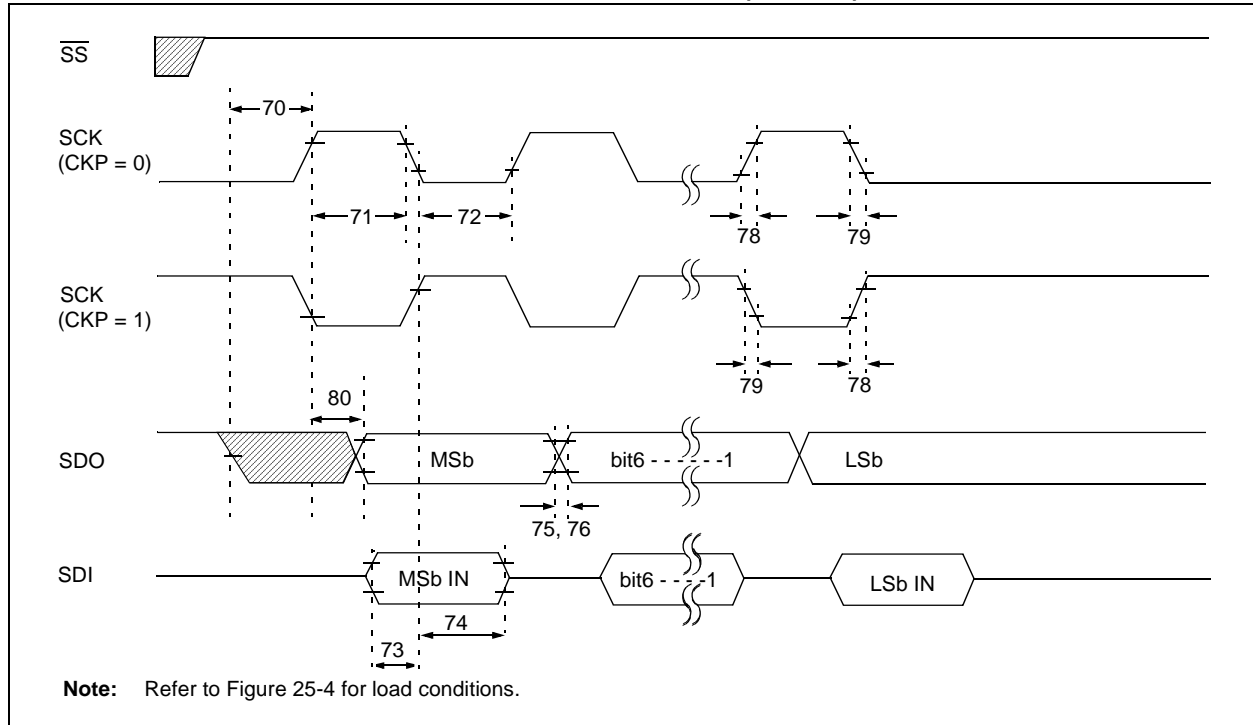 SS
70
SCK
(CKP = 0)
71
72
78
79
SCK
(CKP = 1)
79
78
80
SDO
MSb
bit6 - - - - - -1
LSb
75, 76
SDI
MSb IN
bit6 - - - -1
LSb IN
74
73
Note: Refer to Figure 25-4 for load conditions.